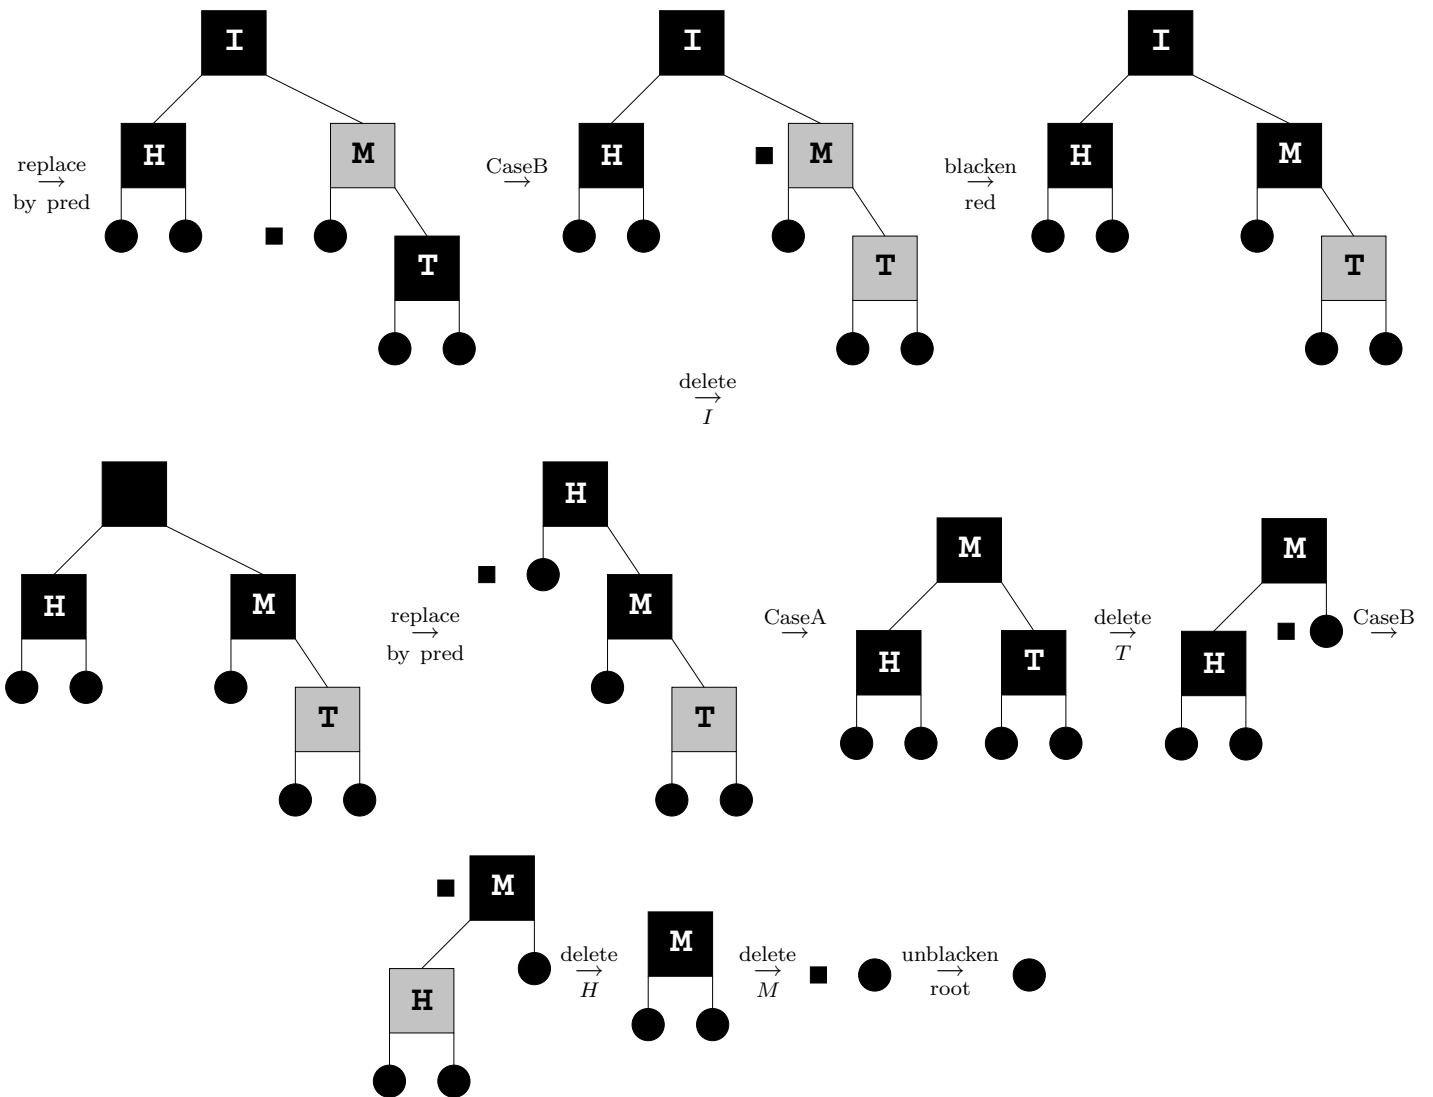 I I I
replace
→
by pred
H M
CaseB
→
H M
blacken
→
red
H M
T T T
delete
→
I
H
M M
replace
→
by pred
H M
M
CaseA
→
H T
delete
→
T
H
CaseB
→
T T
M
delete
→
H
M
delete
→
M
unblacken
→
root
H